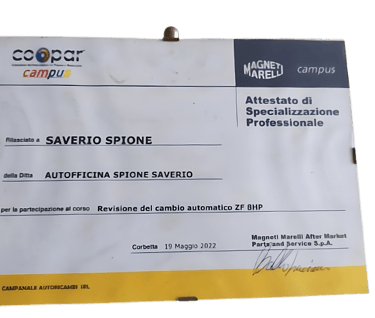 coopar
campus
MAGNETI
MARELLI
campus
Attestato di
Specializzazione
Professionale
Rilasciato a SAVERIO SPIONE
della Ditta AUTOFFICINA SPIONE SAVERIO
per la partecipazione al corso Revisione del cambio automatico ZF 8HP
Corbetta 19 Maggio 2022
Magneti Marelli After Market
Parts and Service S.p.A.
CAMPANALE AUTORICAMBI SRL